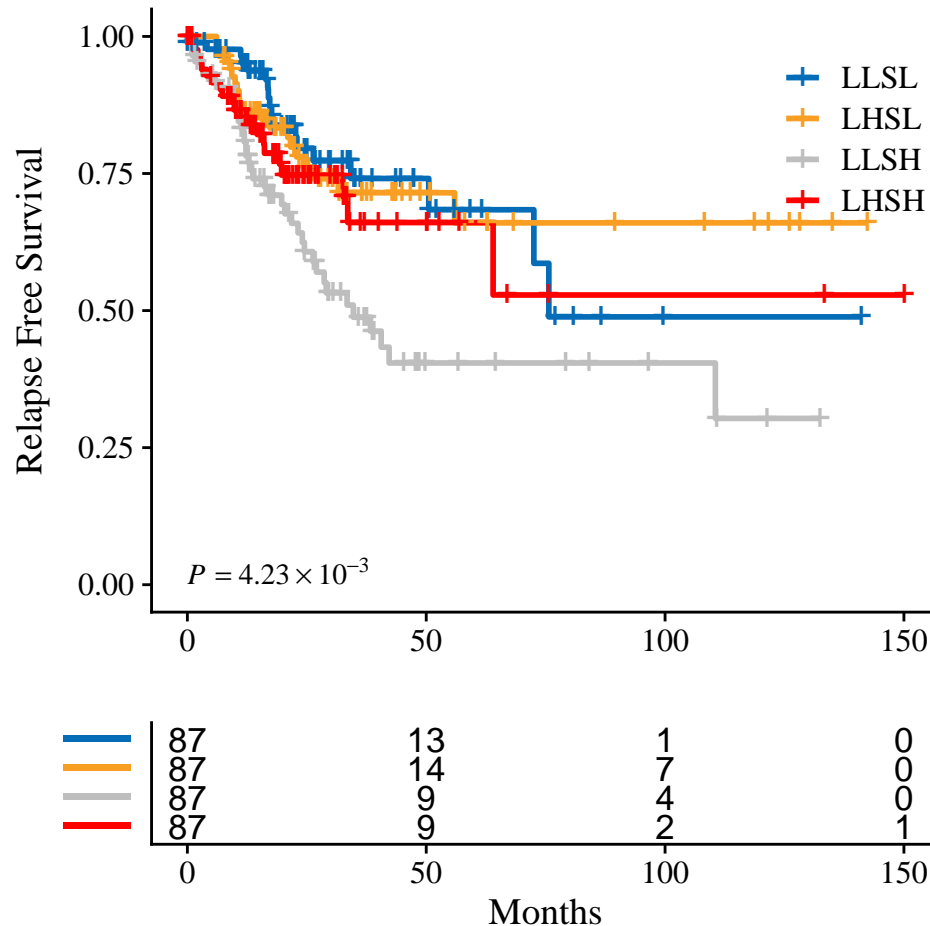 Relapse Free Survival
1.00
0.75
0.50
0.25
0.00
LLSL
LHSL
LLSH
LHSH
P = 4.23 × 10⁻³
0 50 100 150
87 13 1 0
87 14 7 0
87 9 4 0
87 9 2 1
0 50 100 150
Months